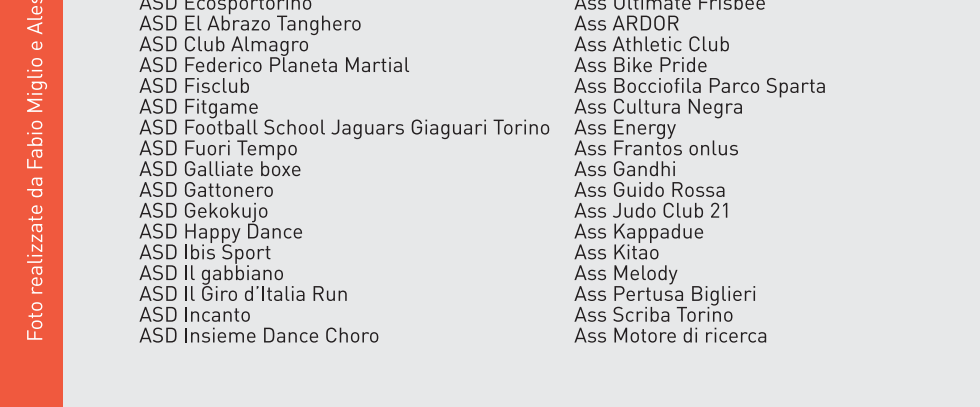 Foto realizzate da Fabio Miglio e
ASD Ecosportorino
ASD El Abrazo Tanghero
ASD Club Almagro
ASD Federico Planeta Martial
ASD Fisclub
ASD Fitgame
ASD Football School Jaguars Giaguari Torino
ASD Fuori Tempo
ASD Galliate boxe
ASD Gattonero
ASD Gekokujo
ASD Happy Dance
ASD Ibis Sport
ASD Il gabbiano
ASD Il Giro d'Italia Run
ASD Incanto
ASD Insieme Dance Choro
Ass Ultimate Frisbee
Ass ARDOR
Ass Athletic Club
Ass Bike Pride
Ass Bocciofila Parco Sparta
Ass Cultura Negra
Ass Energy
Ass Frantos onlus
Ass Gandhi
Ass Guido Rossa
Ass Judo Club 21
Ass Kappadue
Ass Kitao
Ass Melody
Ass Pertusa Biglieri
Ass Scriba Torino
Ass Motore di ricerca